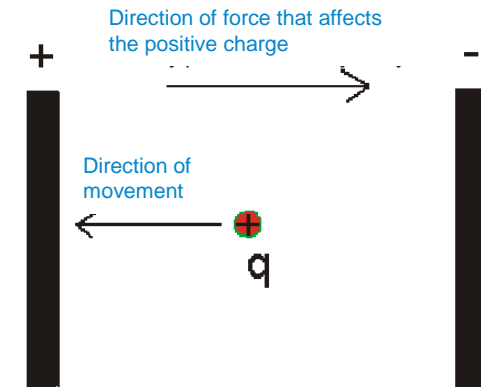 Direction of force that affects
the positive charge
+
-
Direction of
movement
+
q